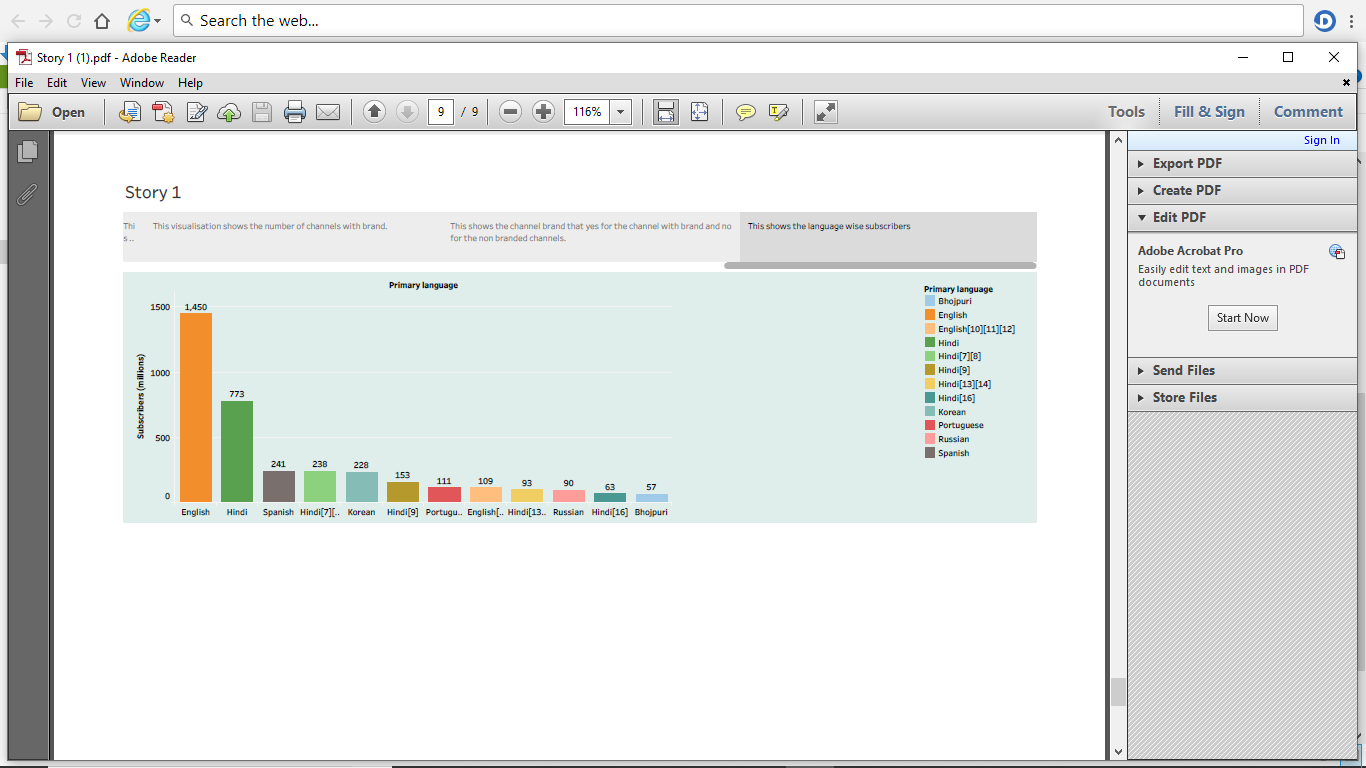 Search the web...
Story 1 (1).pdf - Adobe Reader
File Edit View Window Help
Open
9 / 9
116%
Tools
Fill & Sign
Comment
Sign In
Export PDF
Create PDF
Edit PDF
Adobe Acrobat Pro
Easily edit text and images in PDF
documents
Start Now
Send Files
Store Files
Story 1
Thi
s ..
This visualisation shows the number of channels with brand.
This shows the channel brand that yes for the channel with brand and no
for the non branded channels.
This shows the language wise subscribers
Primary language
Subscribers (millions)
1500
1000
500
0
1,450
773
241
238
228
153
111
109
93
90
63
57
English
Hindi
Spanish
Hindi[7][..
Korean
Hindi[9]
Portugu..
English[..
Hindi[13..
Russian
Hindi[16]
Bhojpuri
Primary language
Bhojpuri
English
English[10][11][12]
Hindi
Hindi[7][8]
Hindi[9]
Hindi[13][14]
Hindi[16]
Korean
Portuguese
Russian
Spanish